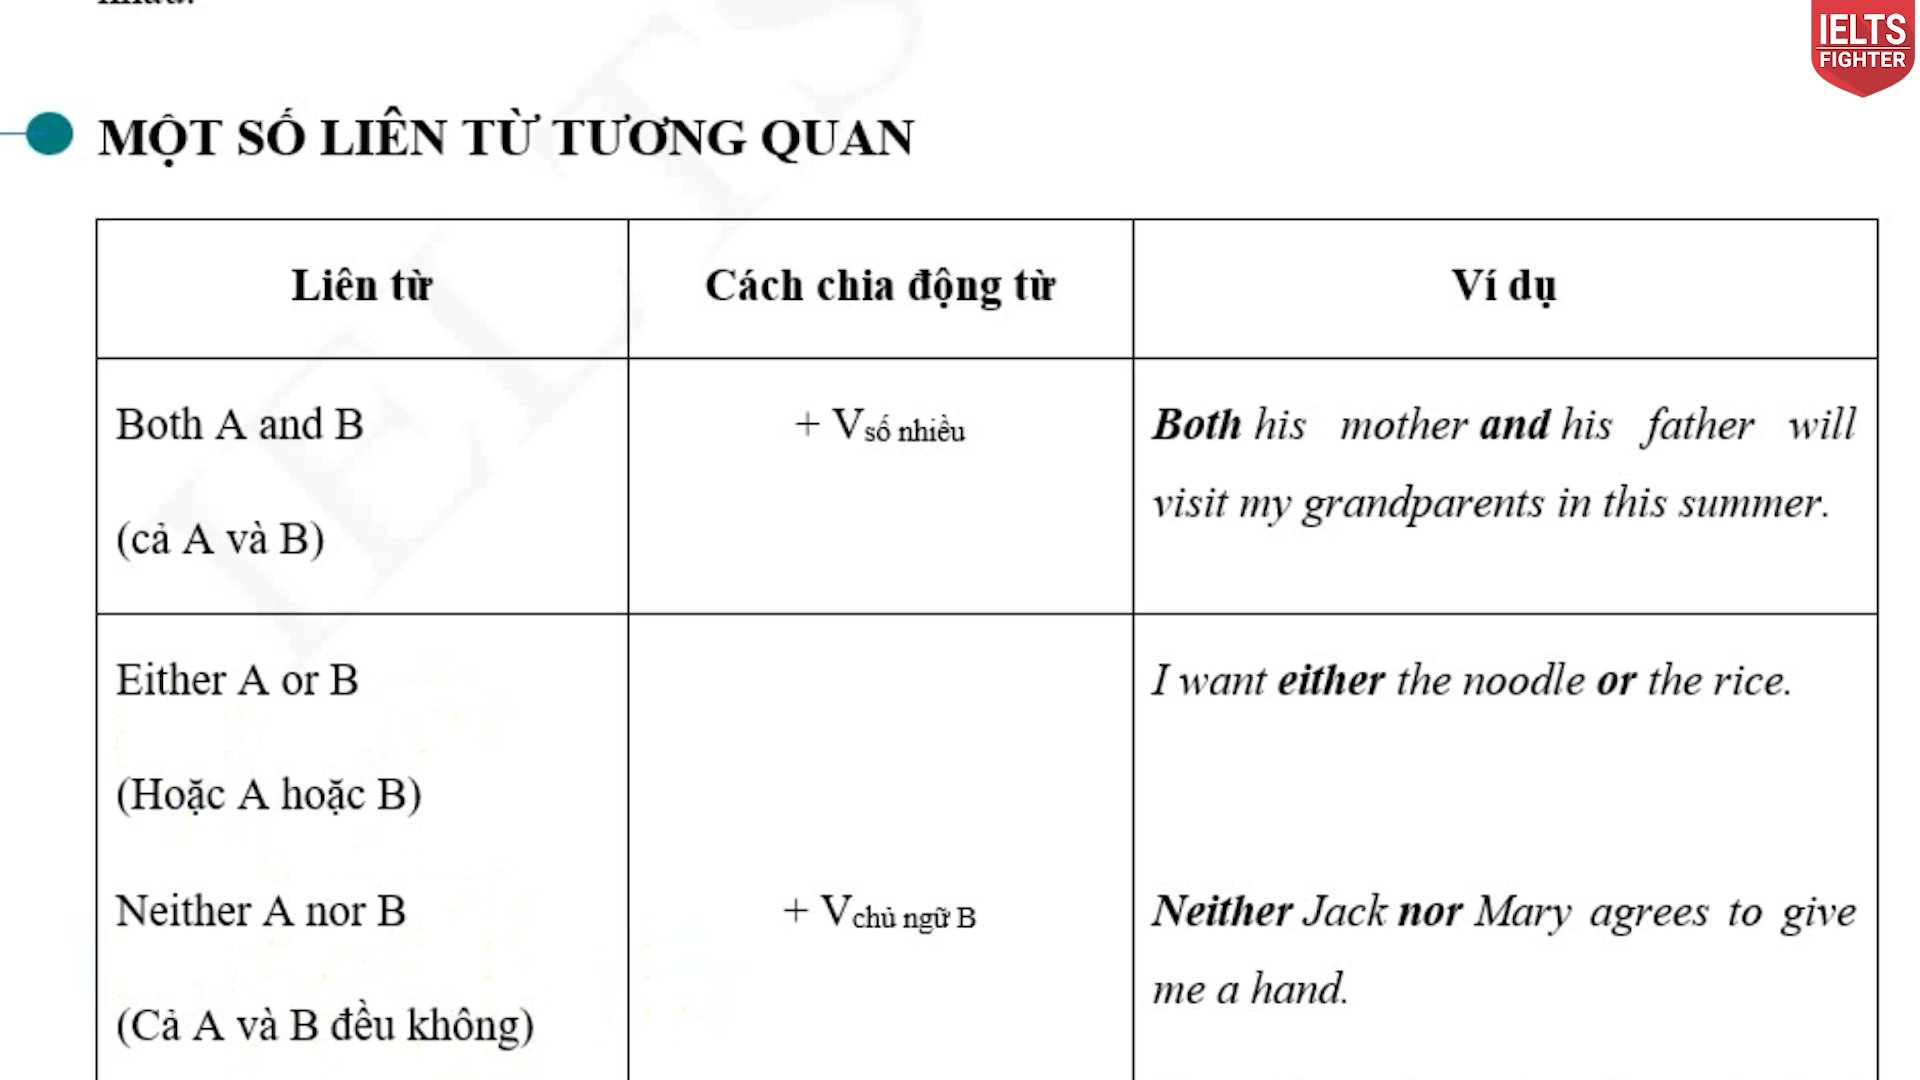 IELTS
FIGHTER
MỘT SỐ LIÊN TỪ TƯƠNG QUAN
Liên từ
Cách chia động từ
Ví dụ
Both A and B
(cả A và B)
+ V số nhiều
Both his mother and his father will
visit my grandparents in this summer.
Either A or B
(Hoặc A hoặc B)
Neither A nor B
(Cả A và B đều không)
+ V chủ ngữ B
I want either the noodle or the rice.
Neither Jack nor Mary agrees to give
me a hand.
IELTS